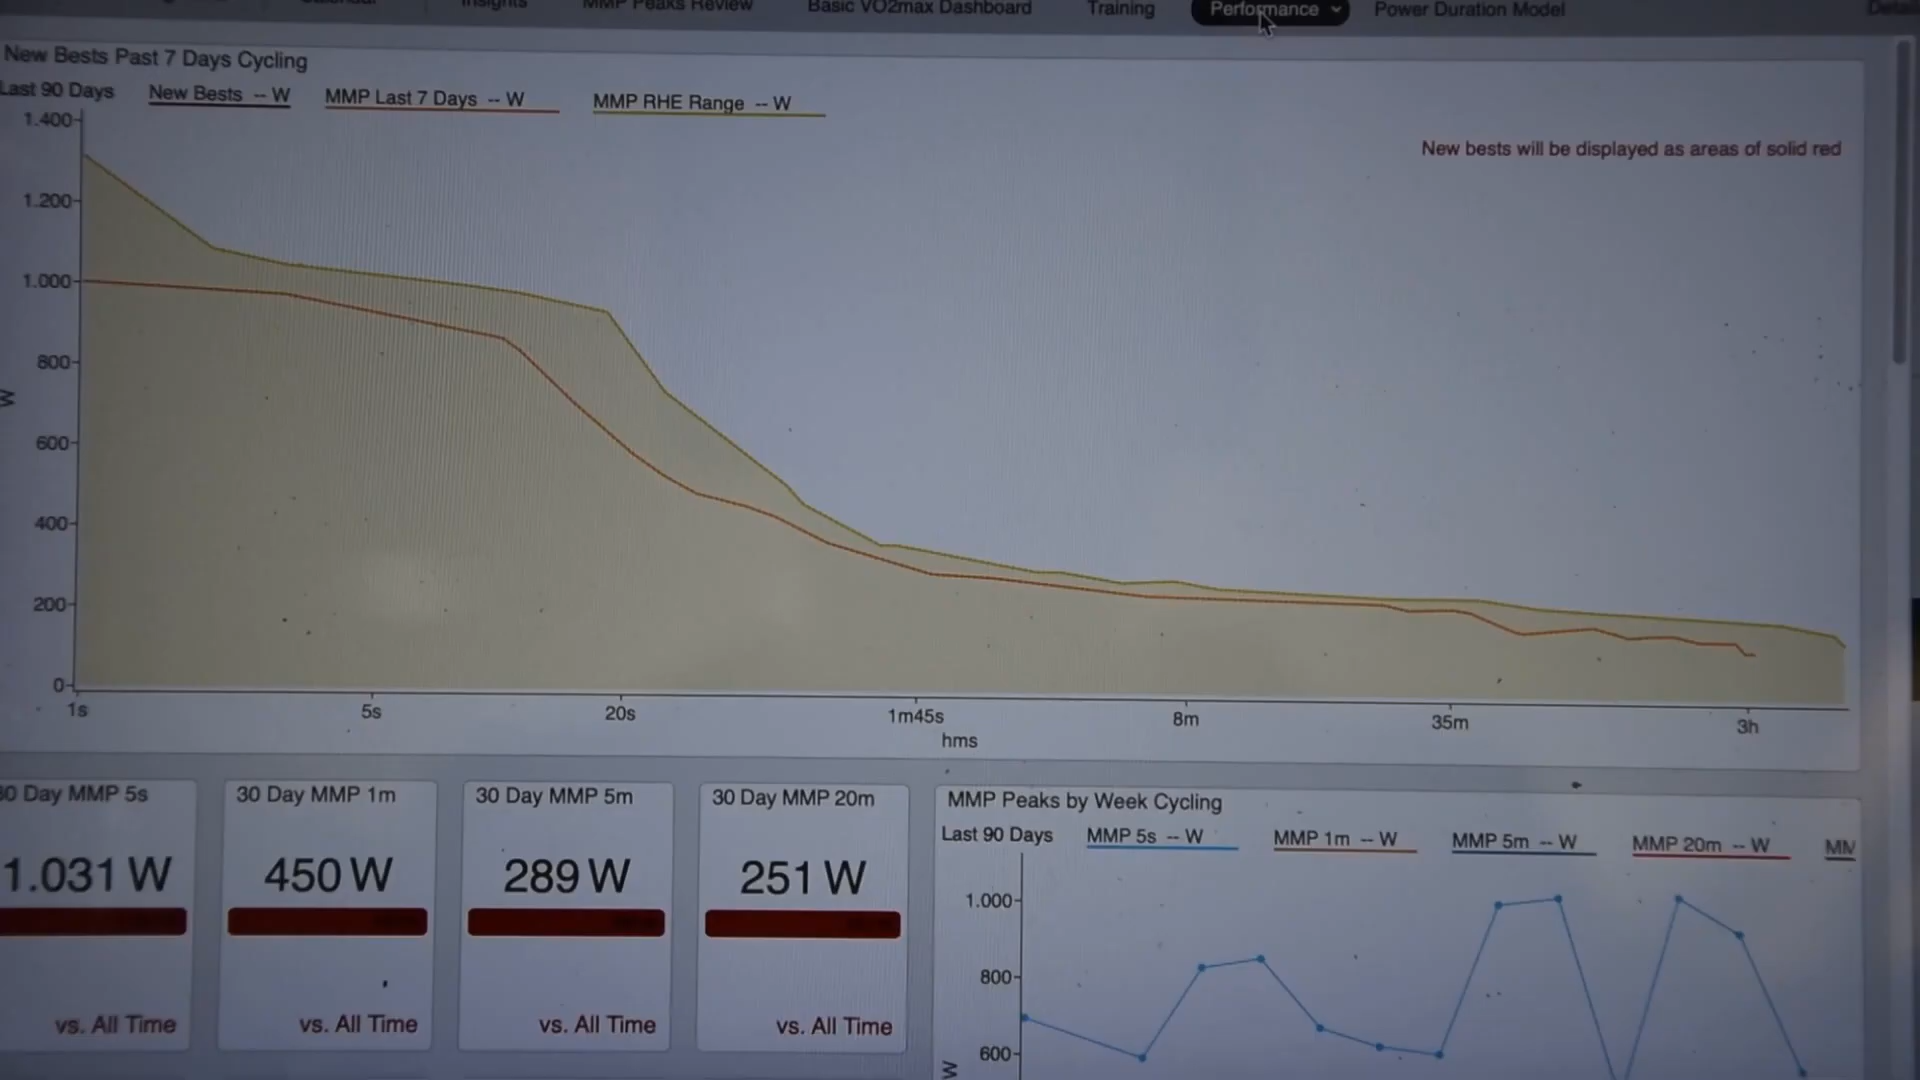 Insights
MMP Peaks Review
Basic VO2max Dashboard
Training
Performance
Power Duration Model
New Bests Past 7 Days Cycling
Last 90 Days
New Bests -- W
MMP Last 7 Days -- W
MMP RHE Range -- W
New bests will be displayed as areas of solid red
1.400
1.200
1.000
800
600
400
200
0
W
1s
5s
20s
1m45s
8m
35m
3h
hms
30 Day MMP 5s
1.031 W
vs. All Time
30 Day MMP 1m
450 W
vs. All Time
30 Day MMP 5m
289 W
vs. All Time
30 Day MMP 20m
251 W
vs. All Time
MMP Peaks by Week Cycling
Last 90 Days
MMP 5s -- W
MMP 1m -- W
MMP 5m -- W
MMP 20m -- W
1.000
800
600
W